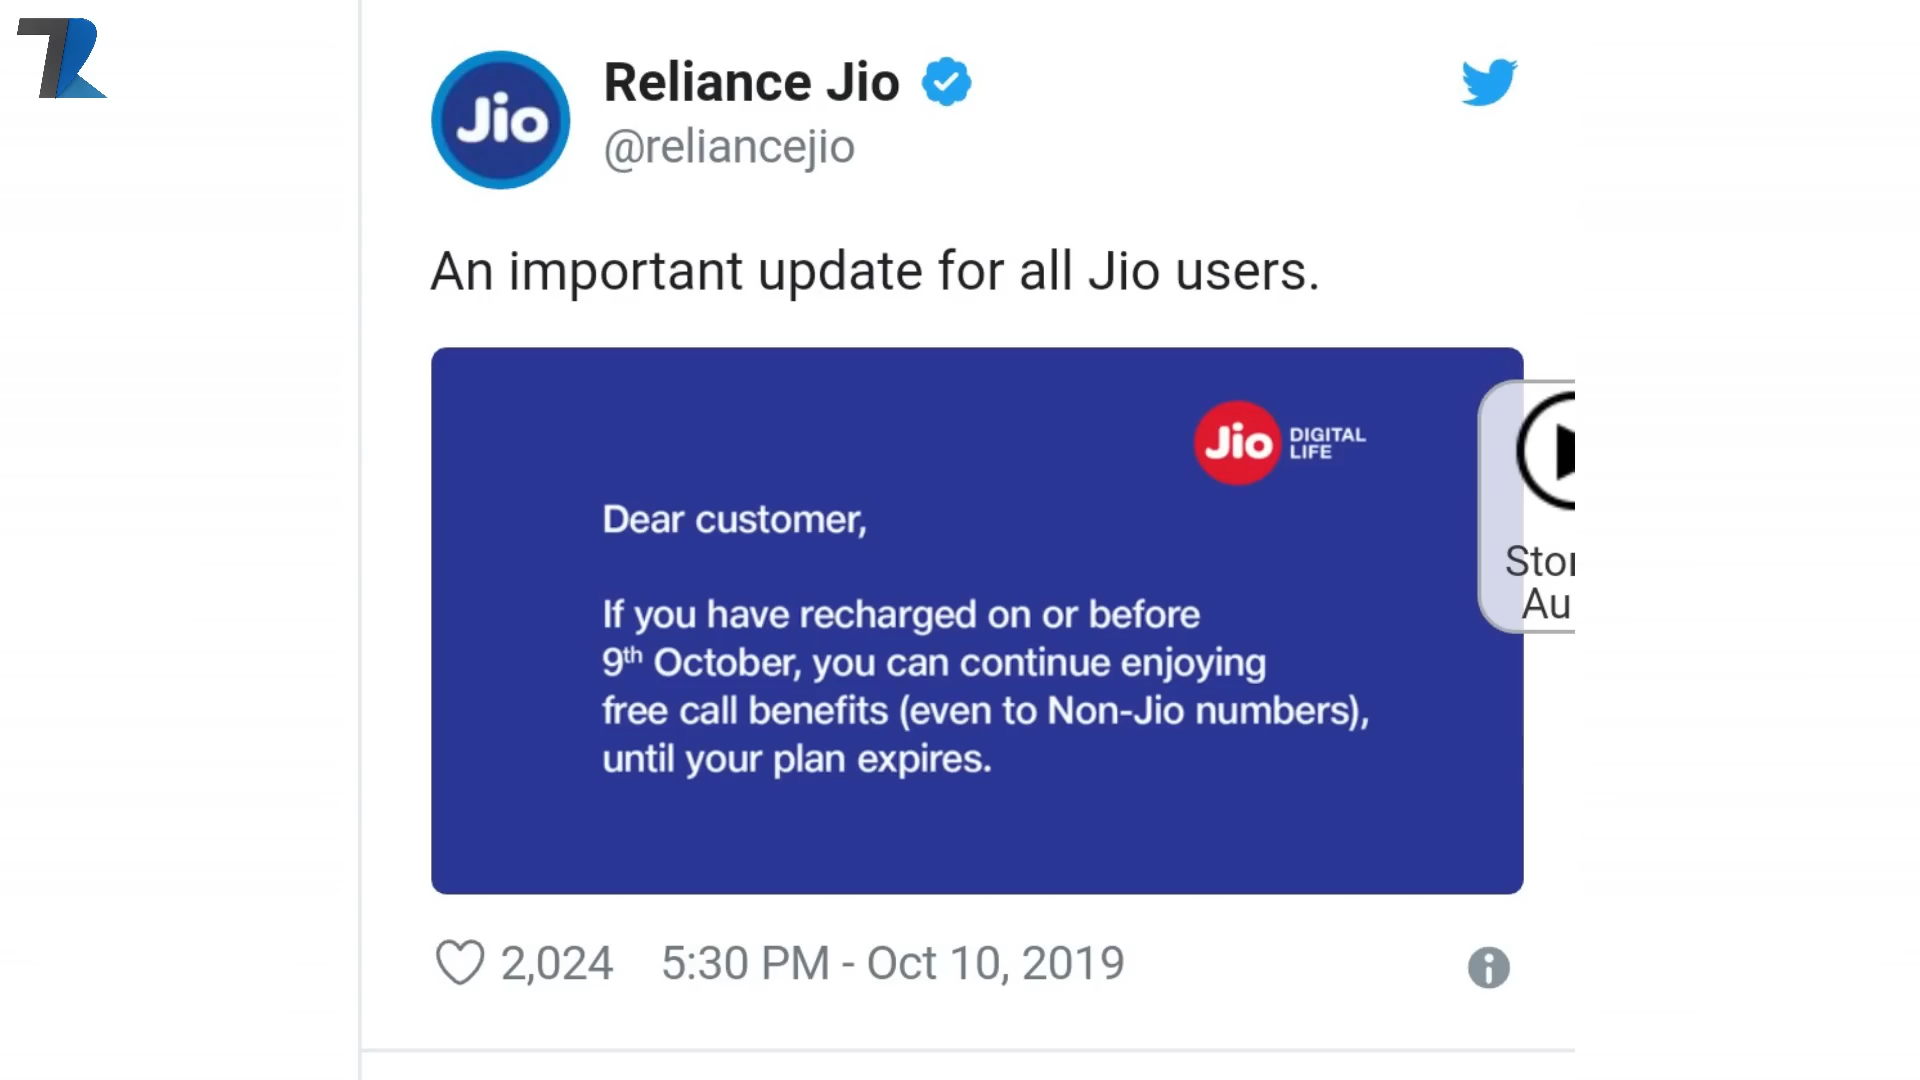 Jio
Reliance Jio
@reliancejio
An important update for all Jio users.
Jio DIGITAL
LIFE
Dear customer,
If you have recharged on or before
9th October, you can continue enjoying
free call benefits (even to Non-Jio numbers),
until your plan expires.
2,024 5:30 PM - Oct 10, 2019